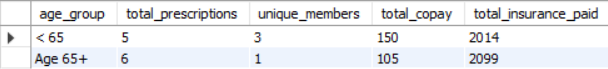 age_group total_prescriptions unique_members total_copay total_insurance_paid
< 65 5 3 150 2014
Age 65+ 6 1 105 2099